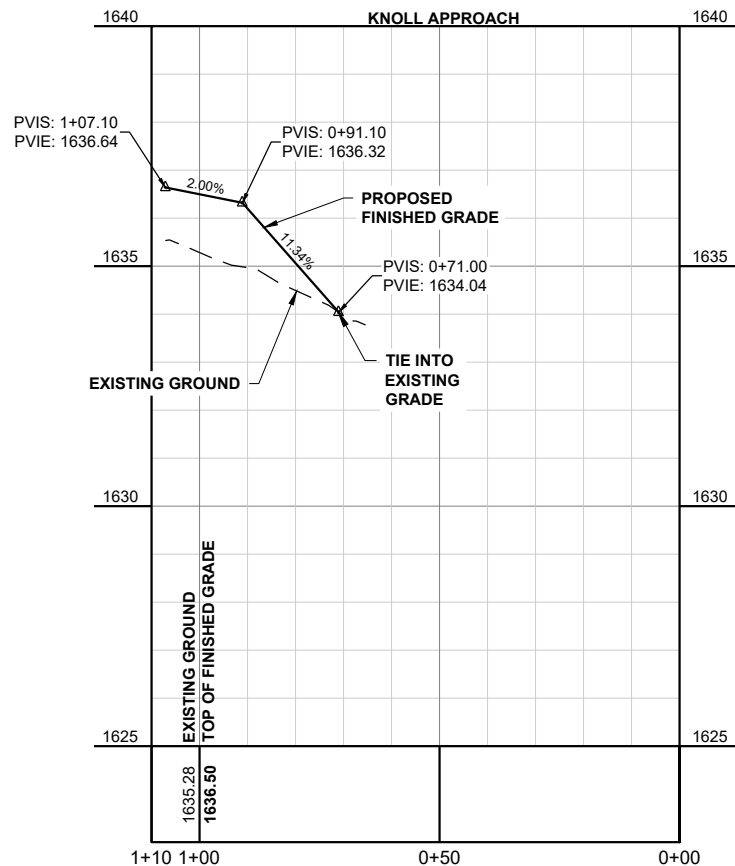 KNOLL APPROACH
1640
1640
PVIS: 1+07.10
PVIE: 1636.64
PVIS: 0+91.10
PVIE: 1636.32
2.00%
PROPOSED
FINISHED GRADE
11.34%
1635
1635
PVIS: 0+71.00
PVIE: 1634.04
EXISTING GROUND
TIE INTO
EXISTING
GRADE
1630
1630
EXISTING GROUND
TOP OF FINISHED GRADE
1625
1625
1635.28
1636.50
1+10
1+00
0+50
0+00